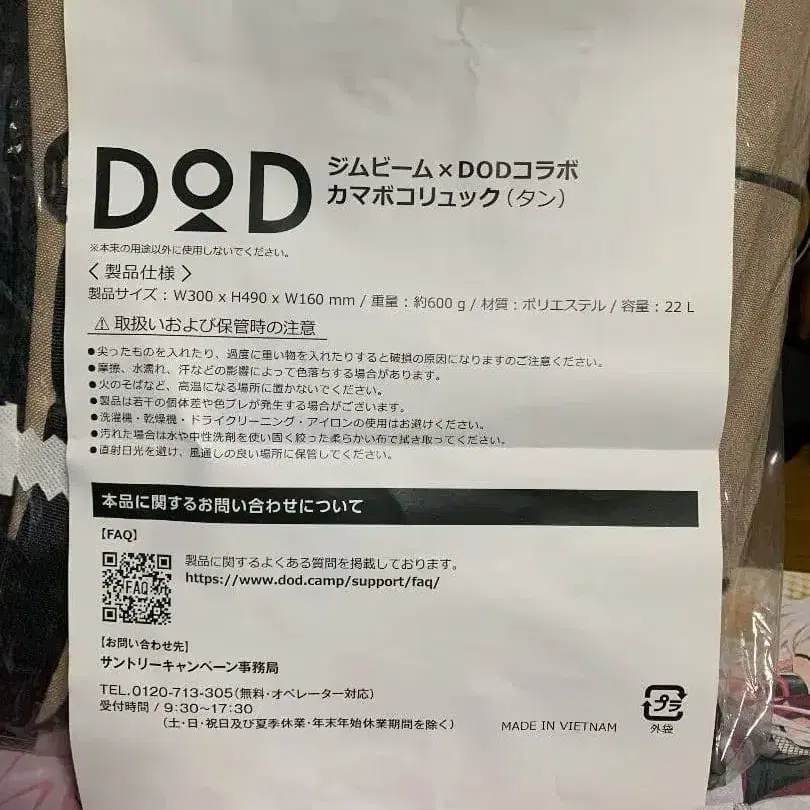 DOD
ジムビーム×DODコラボ
カマボコリュック（タン）
※本来の用途以外に使用しないでください。
〈 製品仕様 〉
製品サイズ : W300 x H490 x W160 mm / 重量 : 約600 g / 材質 : ポリエステル / 容量 : 22 L
⚠ 取扱いおよび保管時の注意
●尖ったものを入れたり、過度に重い物を入れたりすると破損の原因になりますのでご注意ください。
●摩擦、水濡れ、汗などの影響によって色落ちする場合があります。
●火のそばなど、高温になる場所に置かないでください。
●製品は若干の個体差や色ブレが発生する場合がございます。
●洗濯機・乾燥機・ドライクリーニング・アイロンの使用はお避けください。
●汚れた場合は水や中性洗剤を使い固く絞った柔らかい布で拭き取ってください。
●直射日光を避け、風通しの良い場所に保管してください。
本品に関するお問い合わせについて
【FAQ】
FAQ
製品に関するよくある質問を掲載しております。
https://www.dod.camp/support/faq/
【お問い合わせ先】
サントリーキャンペーン事務局
TEL.0120-713-305(無料・オペレーター対応)
受付時間 / 9:30～17:30
（土・日・祝日及び夏季休業・年末年始休業期間を除く）
MADE IN VIETNAM
プラ
外袋